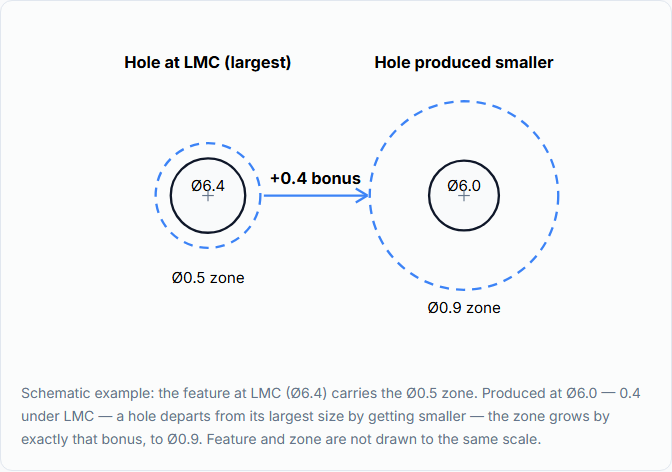 Hole at LMC (largest)
Hole produced smaller
Ø6.4
+0.4 bonus
Ø6.0
Ø0.5 zone
Ø0.9 zone
Schematic example: the feature at LMC (Ø6.4) carries the Ø0.5 zone. Produced at Ø6.0 — 0.4
under LMC — a hole departs from its largest size by getting smaller — the zone grows by
exactly that bonus, to Ø0.9. Feature and zone are not drawn to the same scale.